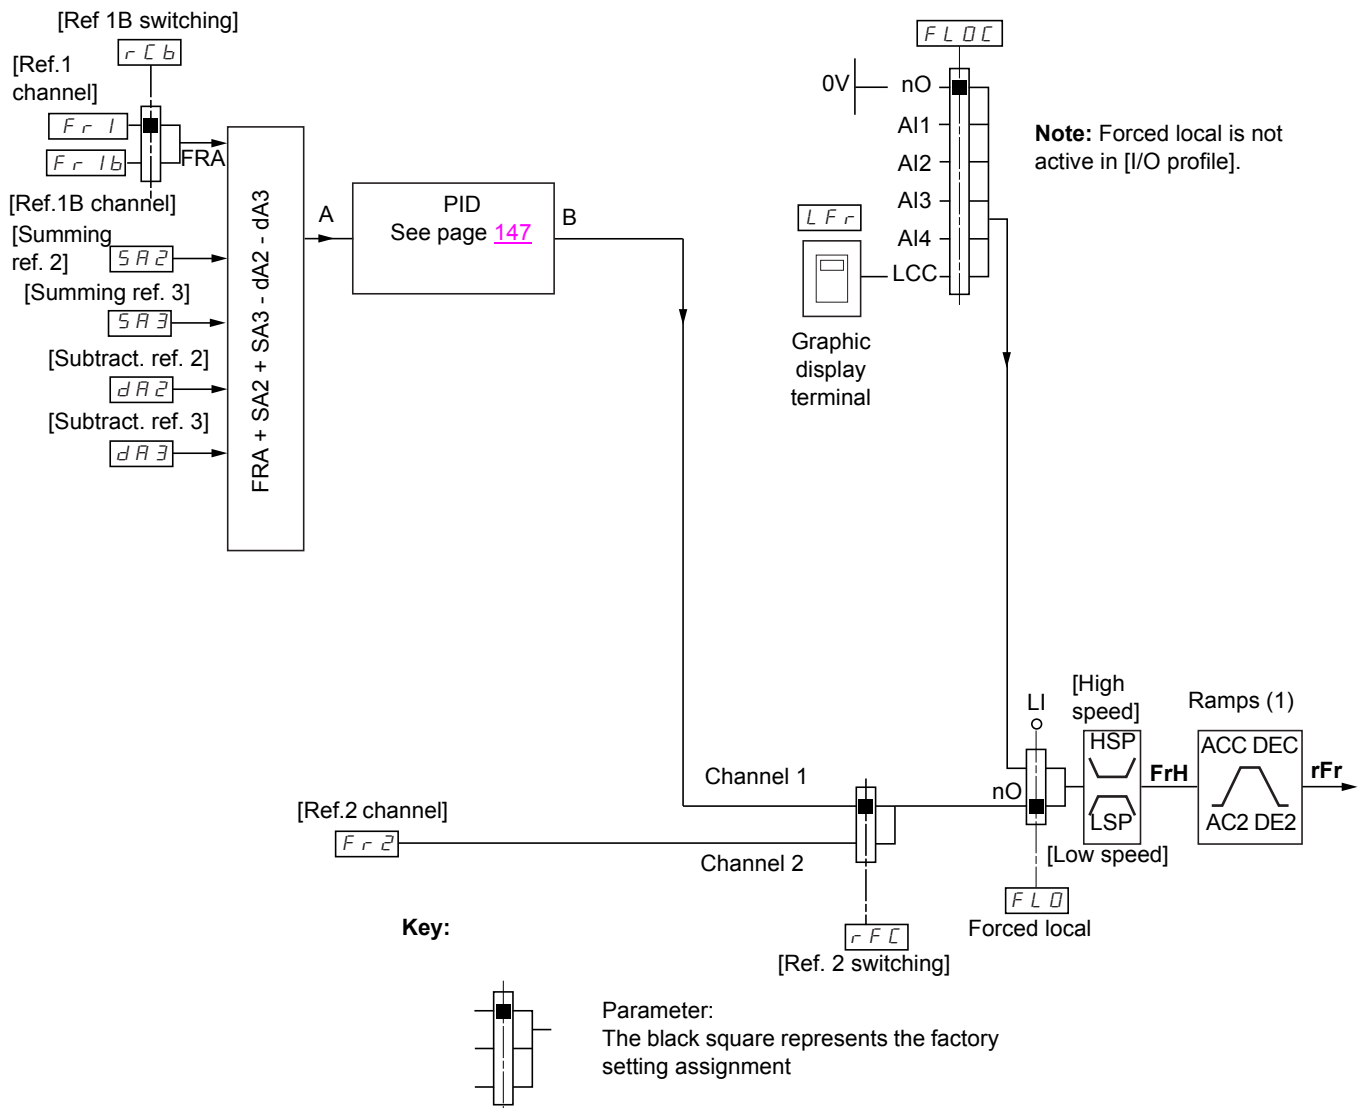 [Ref 1B switching]
rCb
[Ref.1
channel]
Fr1
Fr1b
FRA
[Ref.1B channel]
[Summing
ref. 2]
SA2
[Summing ref. 3]
SA3
[Subtract. ref. 2]
dA2
[Subtract. ref. 3]
dA3
FRA + SA2 + SA3 - dA2 - dA3
A
PID
See page 147
B
FLOC
0V
nO
AI1
AI2
AI3
AI4
LCC
LFr
Graphic
display
terminal
Note: Forced local is not
active in [I/O profile].
Channel 1
[Ref.2 channel]
Fr2
Channel 2
rFC
[Ref. 2 switching]
LI
nO
FLO
Forced local
[High
speed]
HSP
LSP
[Low speed]
FrH
Ramps (1)
ACC DEC
AC2 DE2
rFr
Key:
Parameter:
The black square represents the factory
setting assignment